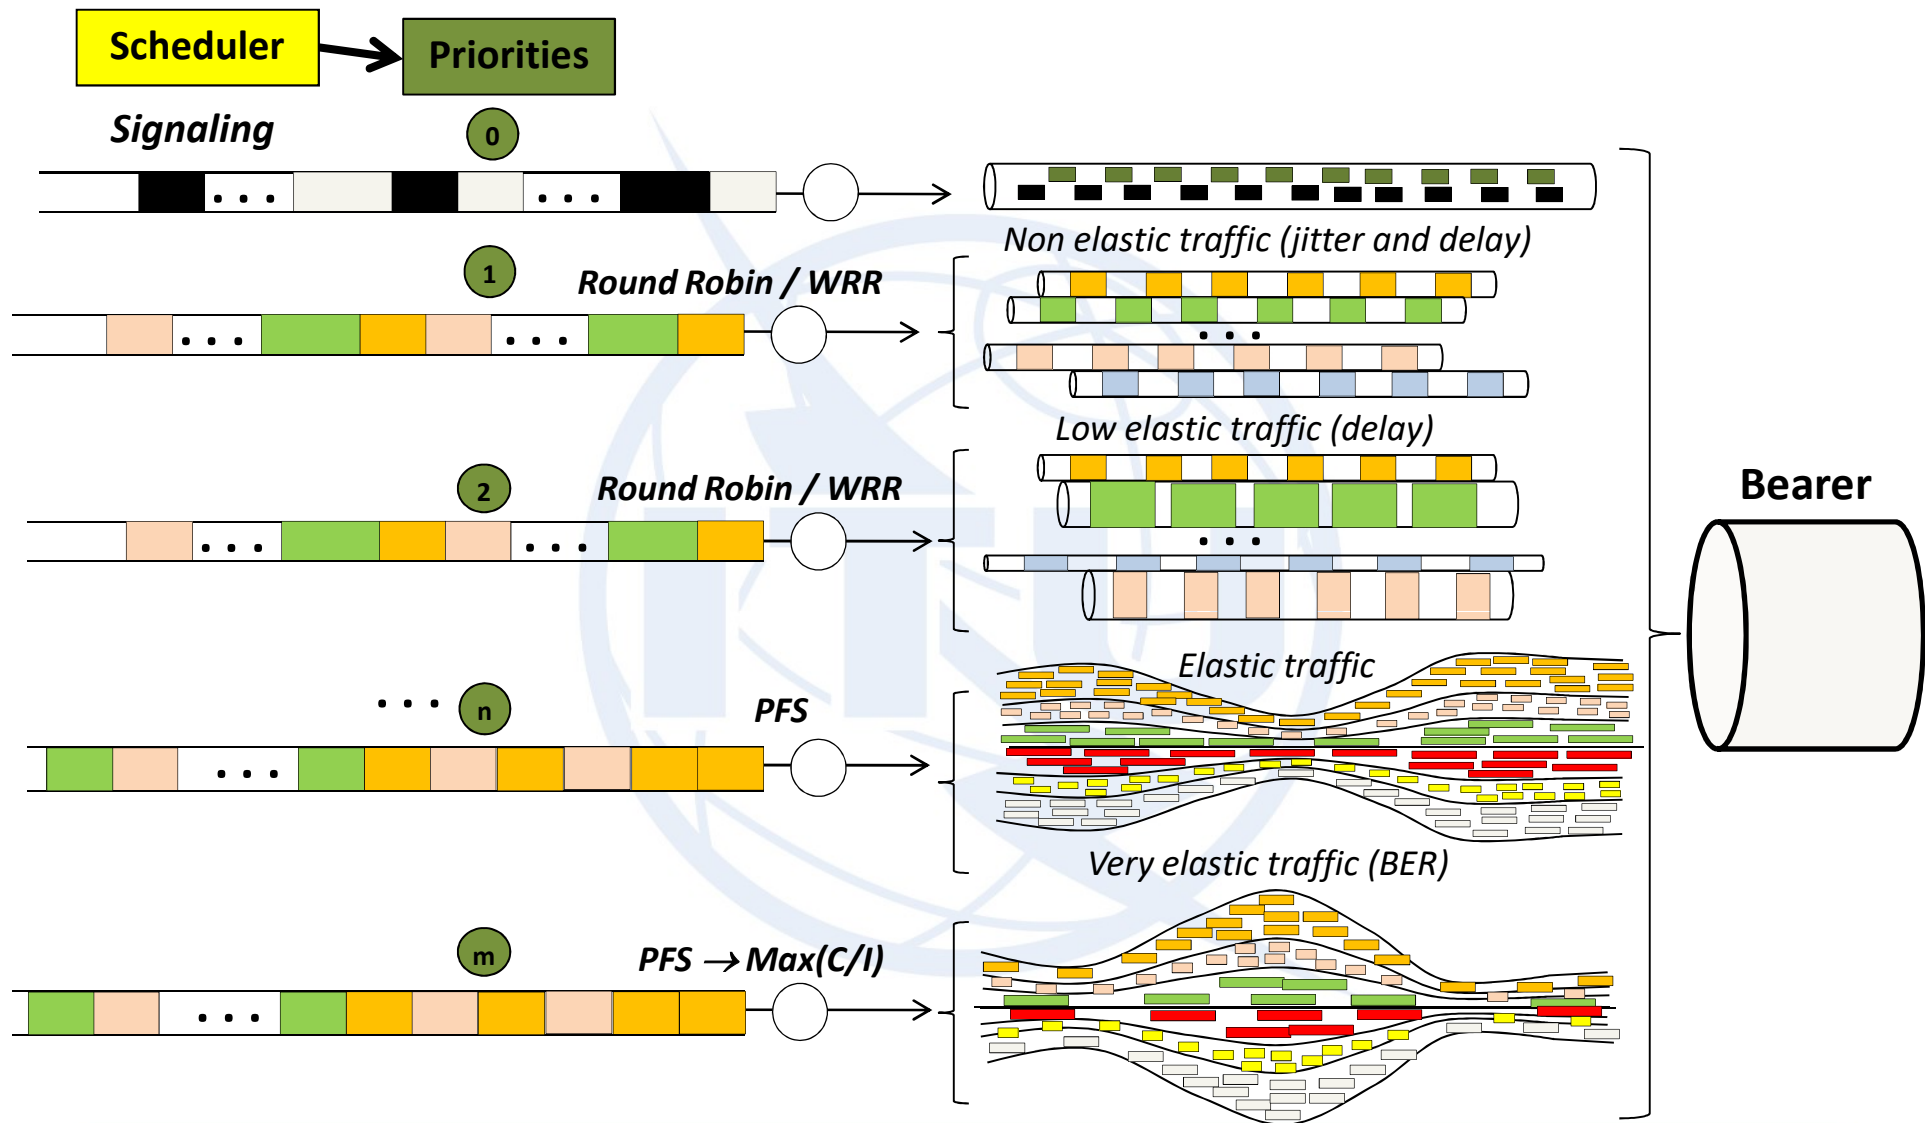 Scheduler
Priorities
Signaling
0
. . .
. . .
Non elastic traffic (jitter and delay)
1
Round Robin / WRR
. . .
. . .
. . .
Low elastic traffic (delay)
2
Round Robin / WRR
. . .
. . .
. . .
Bearer
Elastic traffic
. . .
n
PFS
. . .
Very elastic traffic (BER)
m
PFS → Max(C/I)
. . .
ITU